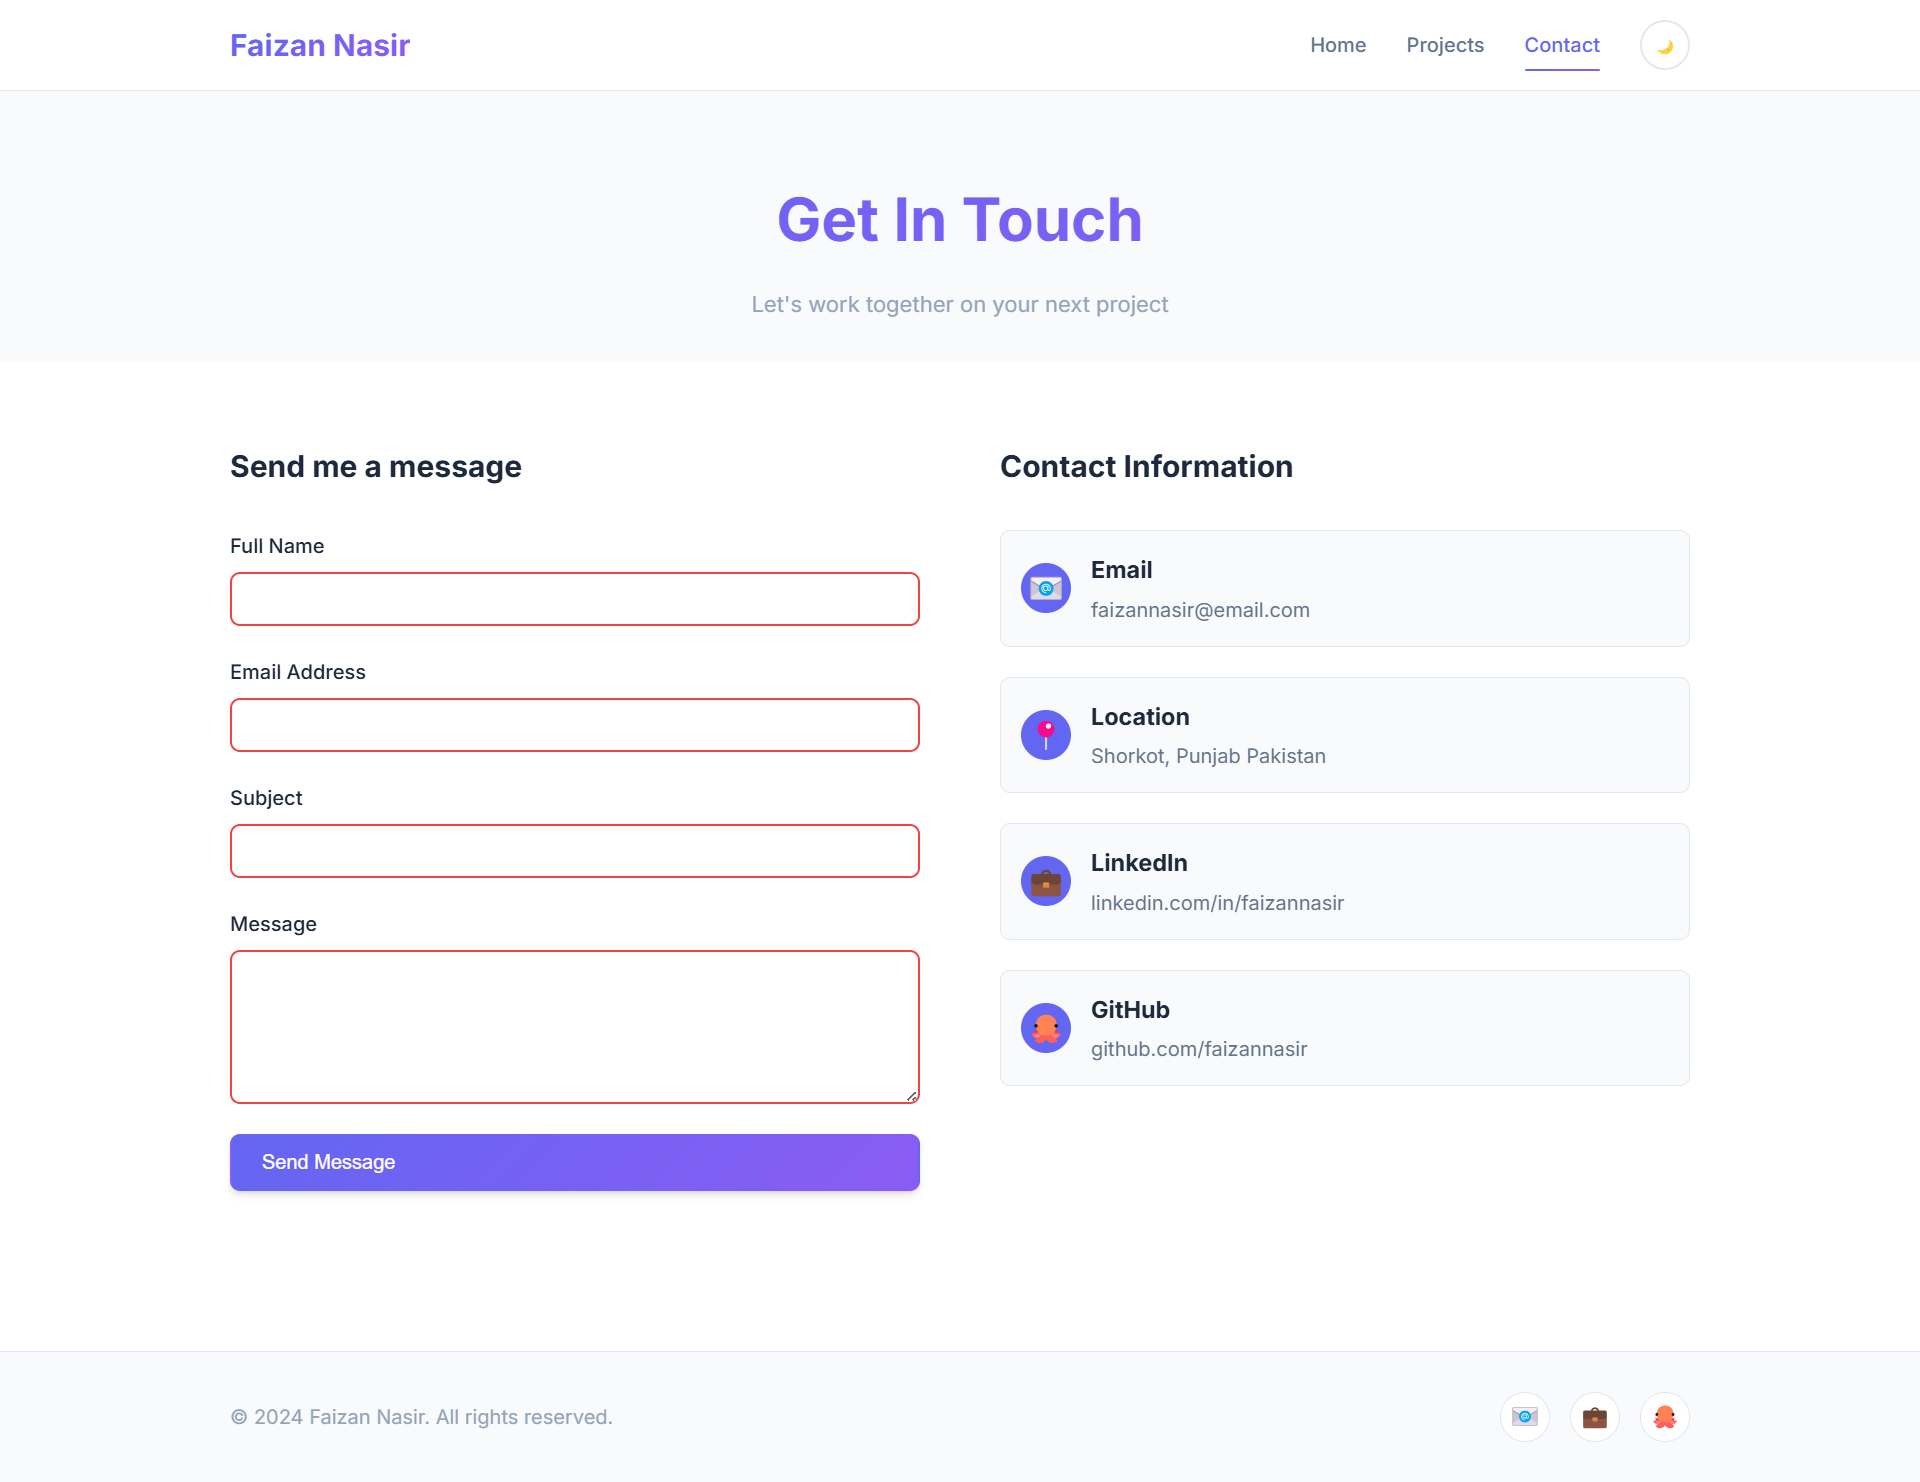 Faizan Nasir
Home
Projects
Contact
Get In Touch
Let's work together on your next project
Send me a message
Full Name
Email Address
Subject
Message
Send Message
Contact Information
Email
faizannasir@email.com
Location
Shorkot, Punjab Pakistan
LinkedIn
linkedin.com/in/faizannasir
GitHub
github.com/faizannasir
© 2024 Faizan Nasir. All rights reserved.